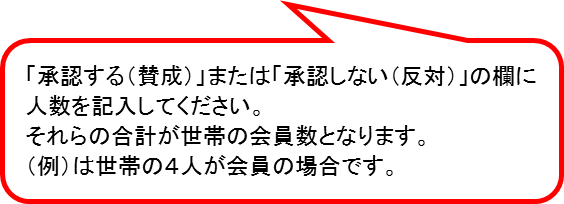 「承認する（賛成）」または「承認しない（反対）」の欄に
人数を記入してください。
それらの合計が世帯の会員数となります。
（例）は世帯の４人が会員の場合です。